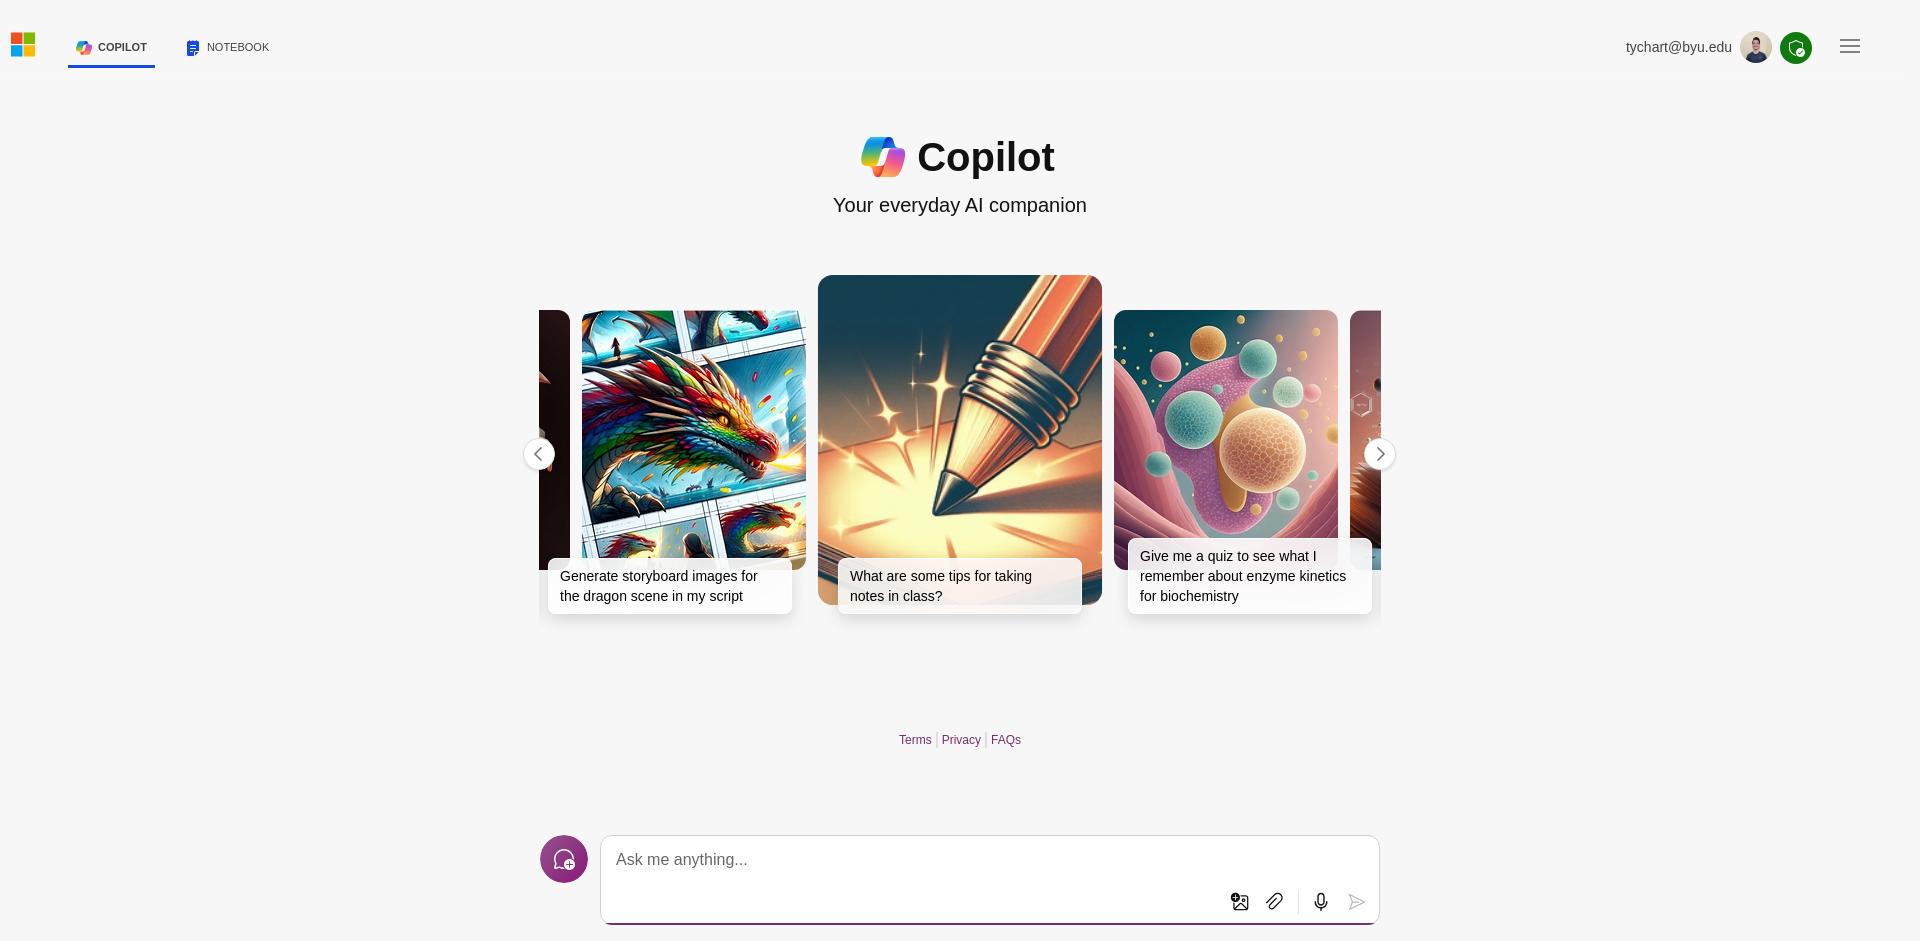 COPILOT
NOTEBOOK
tychart@byu.edu
Copilot
Your everyday AI companion
Generate storyboard images for
the dragon scene in my script
What are some tips for taking
notes in class?
Give me a quiz to see what I
remember about enzyme kinetics
for biochemistry
Terms
Privacy
FAQs
Ask me anything...